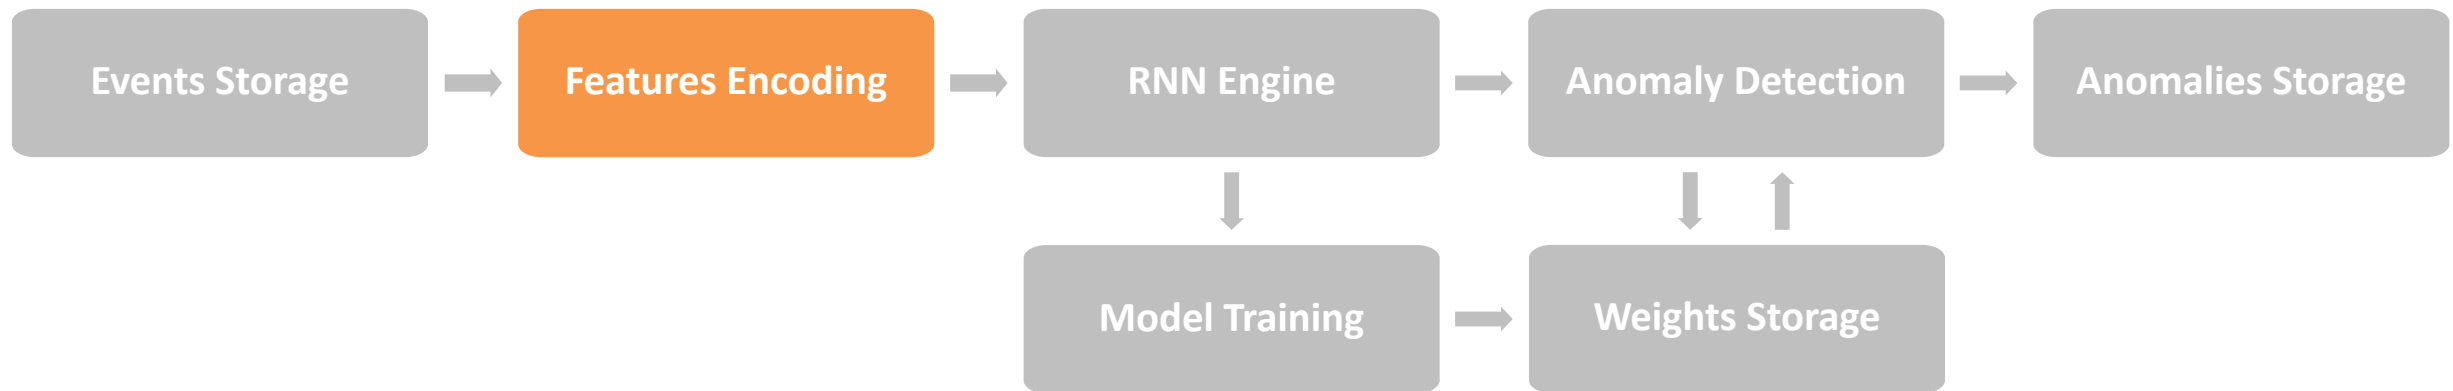 Events Storage
Features Encoding
RNN Engine
Anomaly Detection
Anomalies Storage
Model Training
Weights Storage